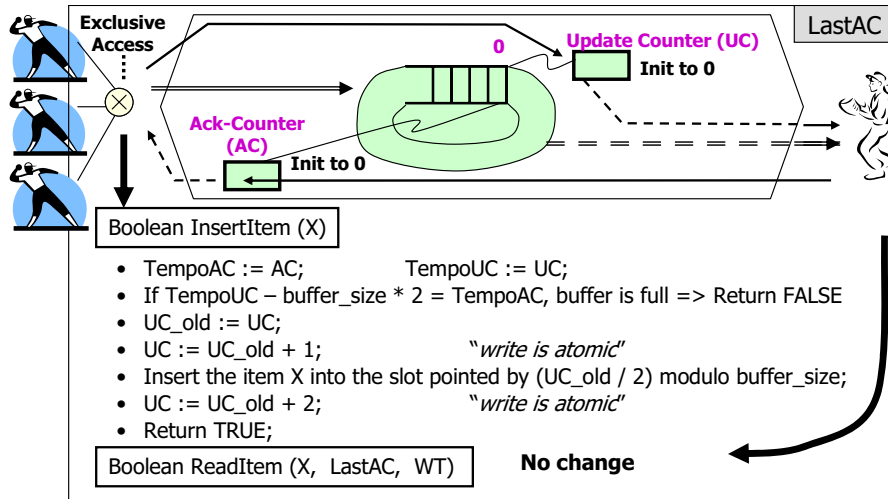 Exclusive
Access
0
Update Counter (UC)
LastAC
Init to 0
Ack-Counter
(AC)
Init to 0
Boolean InsertItem (X)
• TempoAC := AC; TempoUC := UC;
• If TempoUC – buffer_size * 2 = TempoAC, buffer is full => Return FALSE
• UC_old := UC;
• UC := UC_old + 1; “write is atomic”
• Insert the item X into the slot pointed by (UC_old / 2) modulo buffer_size;
• UC := UC_old + 2; “write is atomic”
• Return TRUE;
Boolean ReadItem (X, LastAC, WT) No change